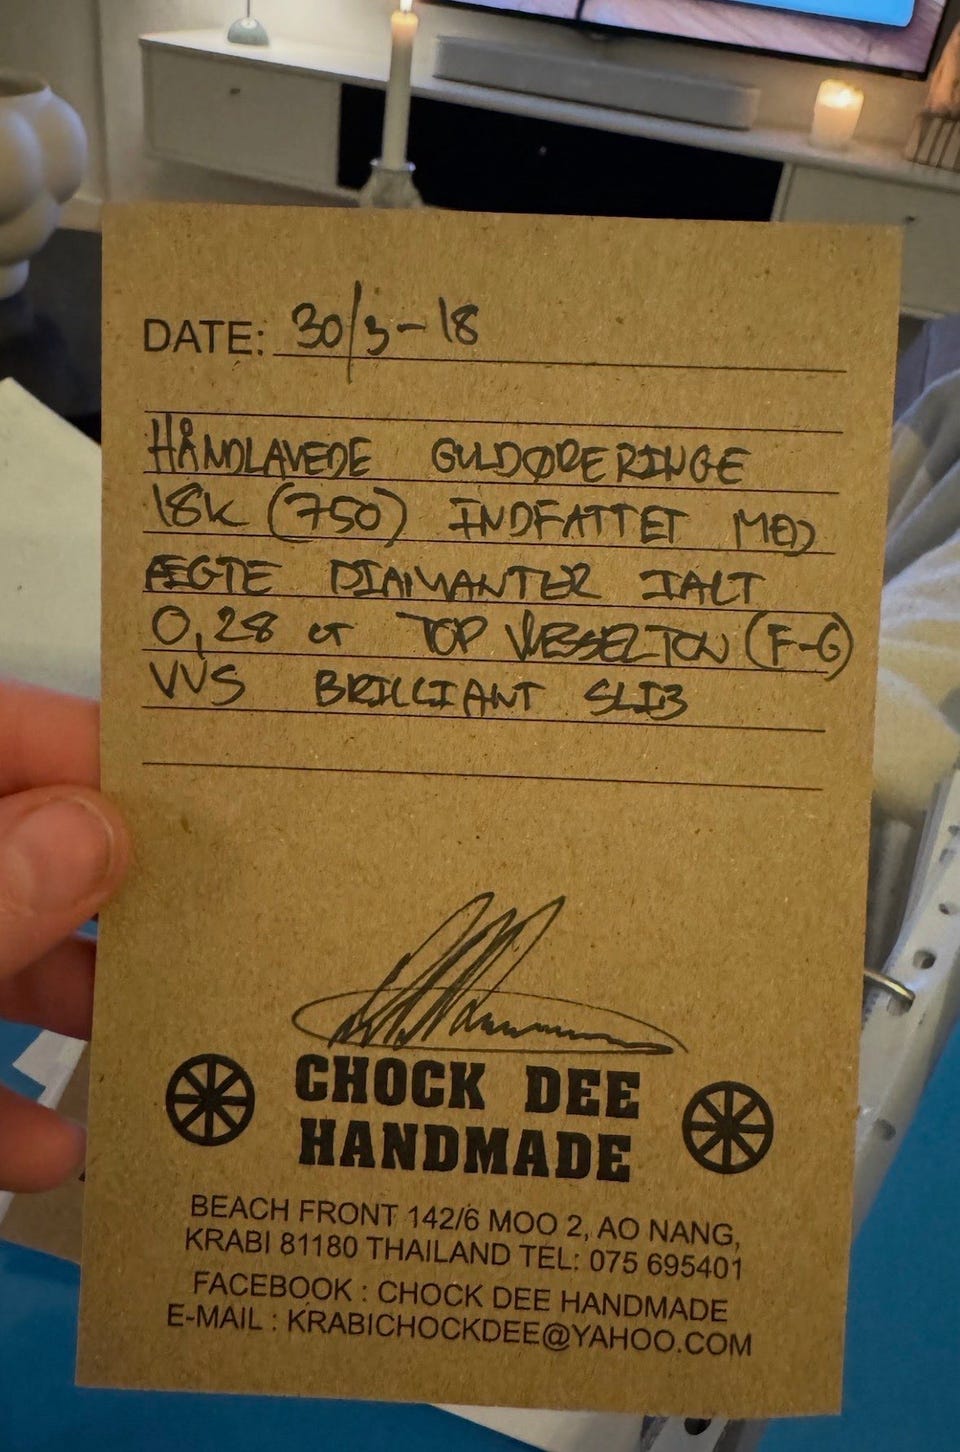 DATE: 30/3-18
HÅNDLAVEDE GULDØRERINGE
18K (750) INDFATTET MED
ÆGTE DIAMANTER IALT
0,28 ct TOP WESSELTON (F-G)
VVS BRILLIANT SLIB
CHOCK DEE
HANDMADE
BEACH FRONT 142/6 MOO 2, AO NANG,
KRABI 81180 THAILAND TEL: 075 695401
FACEBOOK : CHOCK DEE HANDMADE
E-MAIL : KRABICHOCKDEE@YAHOO.COM